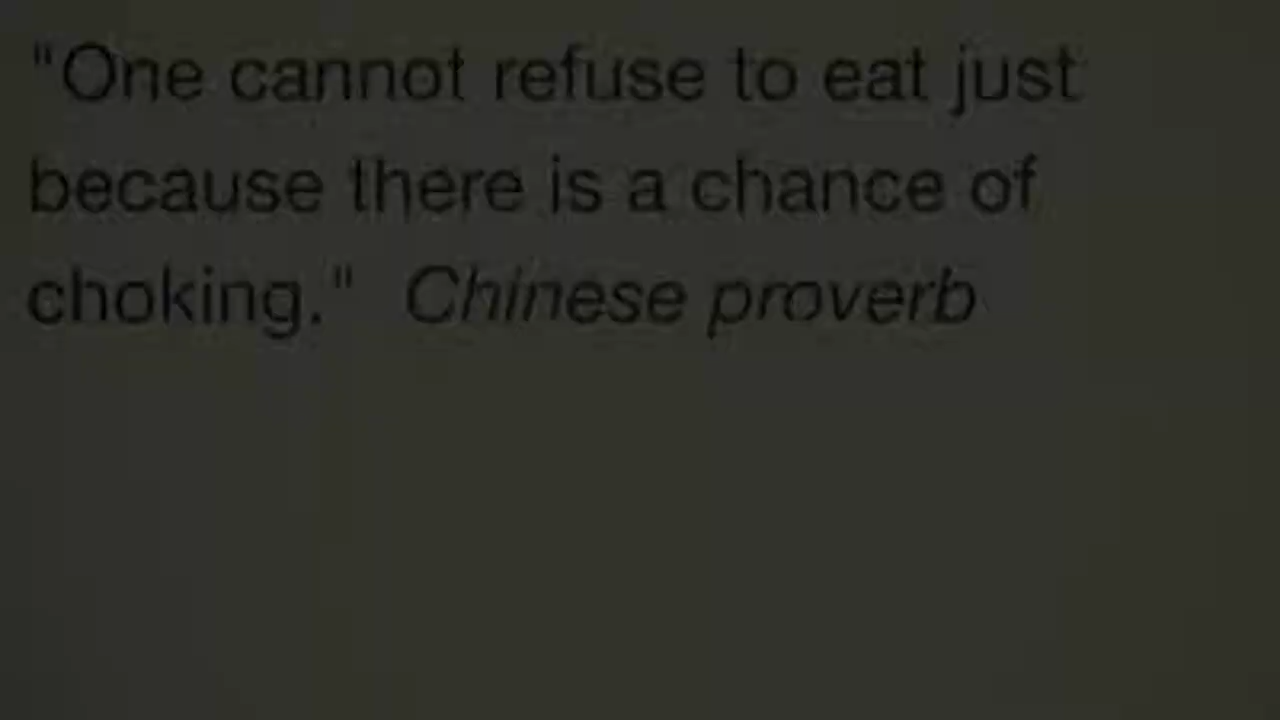 "One cannot refuse to eat just
because there is a chance of
choking."  Chinese proverb